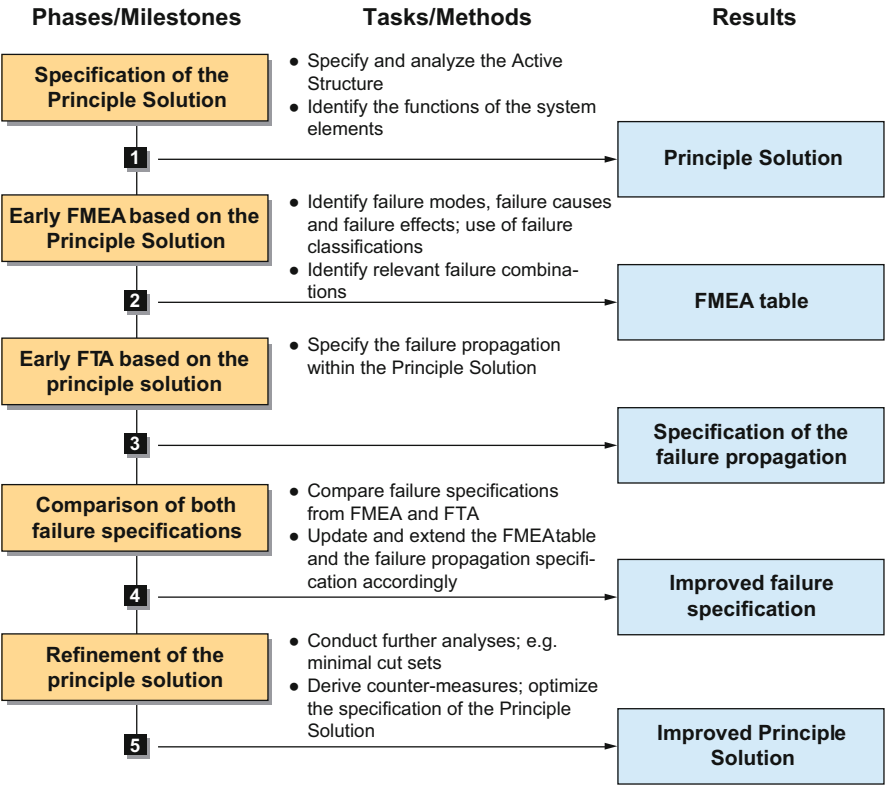 Phases/Milestones
Tasks/Methods
Results
Specification of the
Principle Solution
● Specify and analyze the Active
Structure
● Identify the functions of the system
elements
1
Principle Solution
Early FMEA based on the
Principle Solution
● Identify failure modes, failure causes
and failure effects; use of failure
classifications
● Identify relevant failure combina-
tions
2
FMEA table
Early FTA based on the
principle solution
● Specify the failure propagation
within the Principle Solution
3
Specification of the
failure propagation
Comparison of both
failure specifications
● Compare failure specifications
from FMEA and FTA
● Update and extend the FMEA table
and the failure propagation specifi-
cation accordingly
4
Improved failure
specification
Refinement of the
principle solution
● Conduct further analyses; e.g.
minimal cut sets
● Derive counter-measures; optimize
the specification of the Principle
Solution
5
Improved Principle
Solution